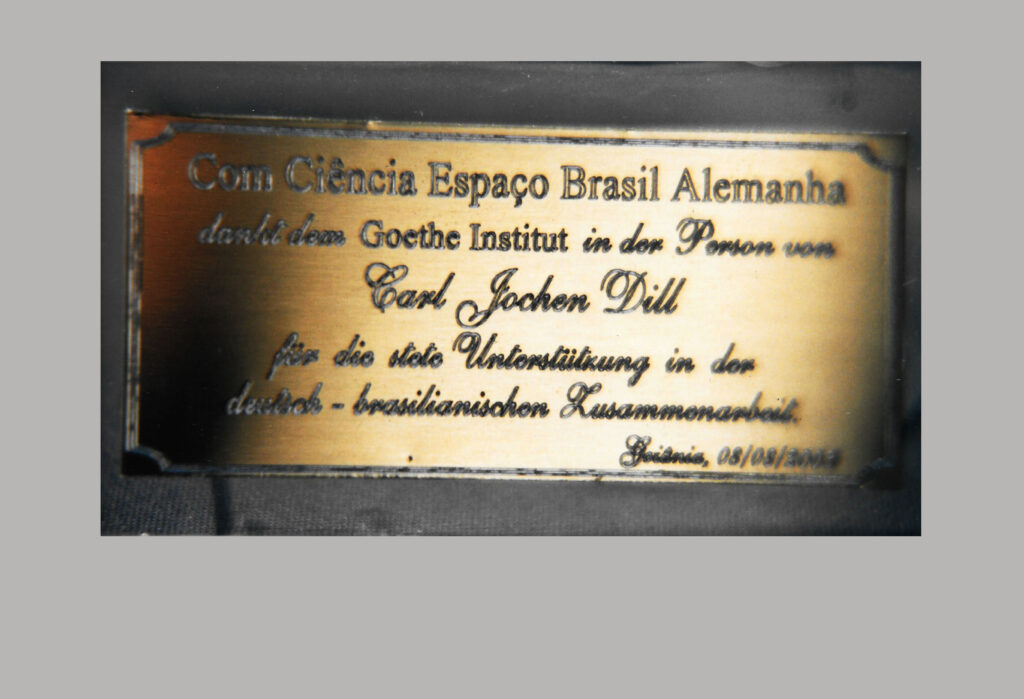 Com Ciência Espaço Brasil Alemanha
dankt dem Goethe Institut in der Person von
Carl Jochen Dill
für die stete Unterstützung in der
deutsch - brasilianischen Zusammenarbeit.
Goiânia,